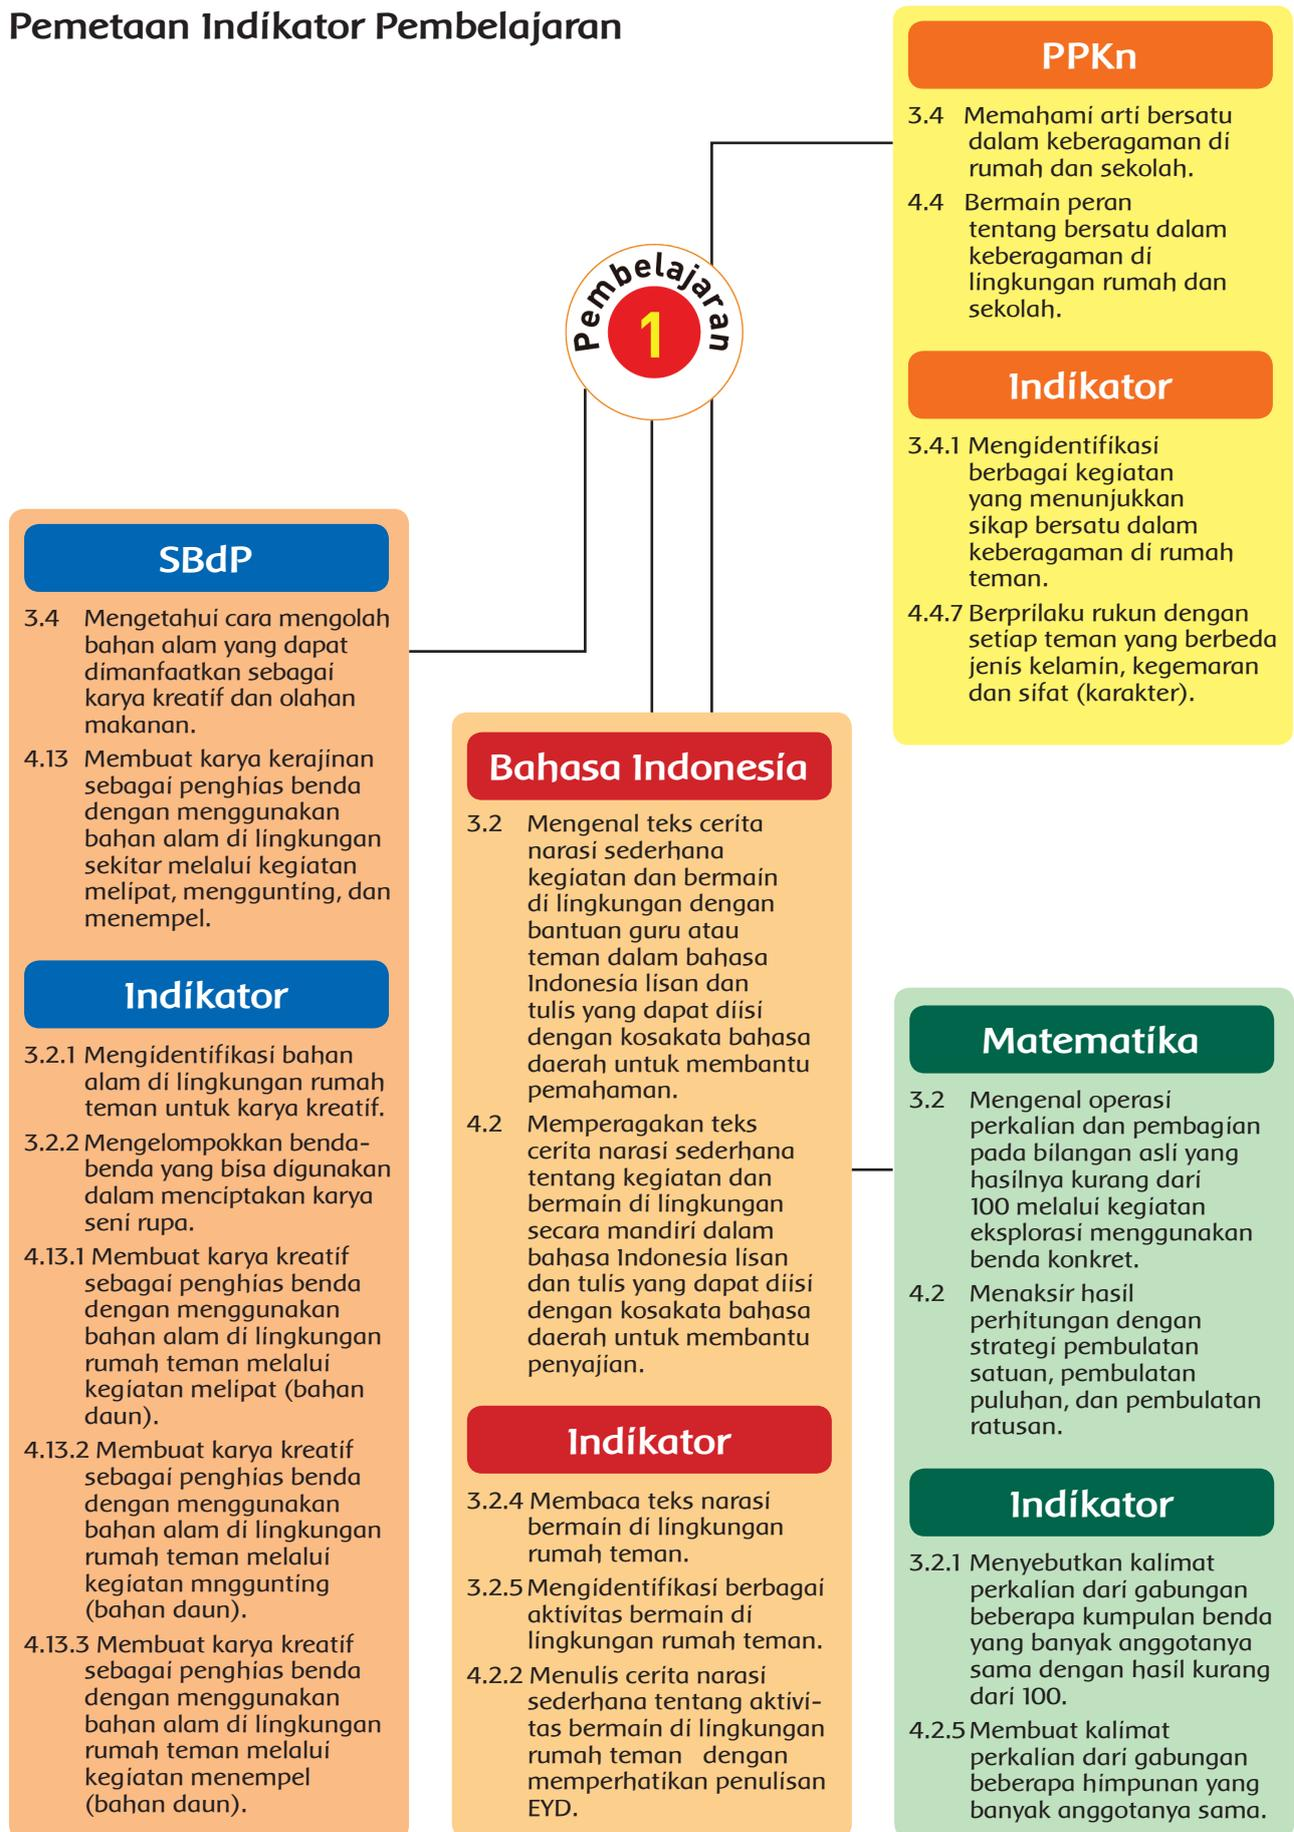 Pemetaan Indikator Pembelajaran
PPKn
3.4 Memahami arti bersatu
dalam keberagaman di
rumah dan sekolah.
4.4 Bermain peran
tentang bersatu dalam
keberagaman di
lingkungan rumah dan
sekolah.
Indikator
3.4.1 Mengidentifikasi
berbagai kegiatan
yang menunjukkan
sikap bersatu dalam
keberagaman di rumah
teman.
4.4.7 Berprilaku rukun dengan
setiap teman yang berbeda
jenis kelamin, kegemaran
dan sifat (karakter).
Pembelajaran
1
SBdP
3.4 Mengetahui cara mengolah
bahan alam yang dapat
dimanfaatkan sebagai
karya kreatif dan olahan
makanan.
4.13 Membuat karya kerajinan
sebagai penghias benda
dengan menggunakan
bahan alam di lingkungan
sekitar melalui kegiatan
melipat, menggunting, dan
menempel.
Indikator
3.2.1 Mengidentifikasi bahan
alam di lingkungan rumah
teman untuk karya kreatif.
3.2.2 Mengelompokkan benda-
benda yang bisa digunakan
dalam menciptakan karya
seni rupa.
4.13.1 Membuat karya kreatif
sebagai penghias benda
dengan menggunakan
bahan alam di lingkungan
rumah teman melalui
kegiatan melipat (bahan
daun).
4.13.2 Membuat karya kreatif
sebagai penghias benda
dengan menggunakan
bahan alam di lingkungan
rumah teman melalui
kegiatan mnggunting
(bahan daun).
4.13.3 Membuat karya kreatif
sebagai penghias benda
dengan menggunakan
bahan alam di lingkungan
rumah teman melalui
kegiatan menempel
(bahan daun).
Bahasa Indonesia
3.2 Mengenal teks cerita
narasi sederhana
kegiatan dan bermain
di lingkungan dengan
bantuan guru atau
teman dalam bahasa
Indonesia lisan dan
tulis yang dapat diisi
dengan kosakata bahasa
daerah untuk membantu
pemahaman.
4.2 Memperagakan teks
cerita narasi sederhana
tentang kegiatan dan
bermain di lingkungan
secara mandiri dalam
bahasa Indonesia lisan
dan tulis yang dapat diisi
dengan kosakata bahasa
daerah untuk membantu
penyajian.
Indikator
3.2.4 Membaca teks narasi
bermain di lingkungan
rumah teman.
3.2.5 Mengidentifikasi berbagai
aktivitas bermain di
lingkungan rumah teman.
4.2.2 Menulis cerita narasi
sederhana tentang aktivi-
tas bermain di lingkungan
rumah teman dengan
memperhatikan penulisan
EYD.
Matematika
3.2 Mengenal operasi
perkalian dan pembagian
pada bilangan asli yang
hasilnya kurang dari
100 melalui kegiatan
eksplorasi menggunakan
benda konkret.
4.2 Menaksir hasil
perhitungan dengan
strategi pembulatan
satuan, pembulatan
puluhan, dan pembulatan
ratusan.
Indikator
3.2.1 Menyebutkan kalimat
perkalian dari gabungan
beberapa kumpulan benda
yang banyak anggotanya
sama dengan hasil kurang
dari 100.
4.2.5 Membuat kalimat
perkalian dari gabungan
beberapa himpunan yang
banyak anggotanya sama.